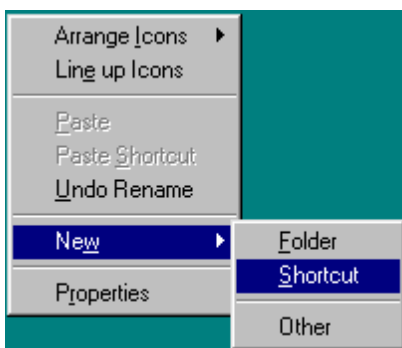 Arrange Icons
Line up Icons
Paste
Paste Shortcut
Undo Rename
New
Properties
Folder
Shortcut
Other